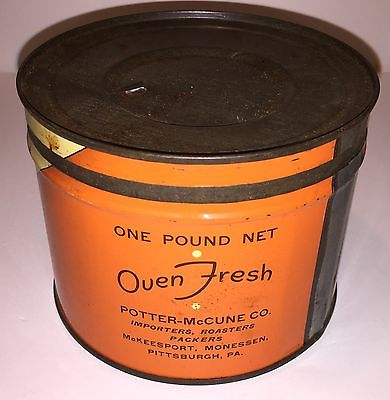 ONE POUND NET
Oven Fresh
POTTER-McCUNE CO.
IMPORTERS, ROASTERS
PACKERS
McKEESPORT, MONESSEN,
PITTSBURGH, PA.